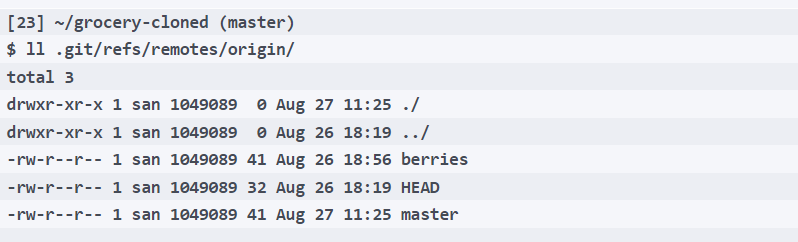 [23] ~/grocery-cloned (master)
$ ll .git/refs/remotes/origin/
total 3
drwxr-xr-x 1 san 1049089  0 Aug 27 11:25 ./
drwxr-xr-x 1 san 1049089  0 Aug 26 18:19 ../
-rw-r--r-- 1 san 1049089 41 Aug 26 18:56 berries
-rw-r--r-- 1 san 1049089 32 Aug 26 18:19 HEAD
-rw-r--r-- 1 san 1049089 41 Aug 27 11:25 master